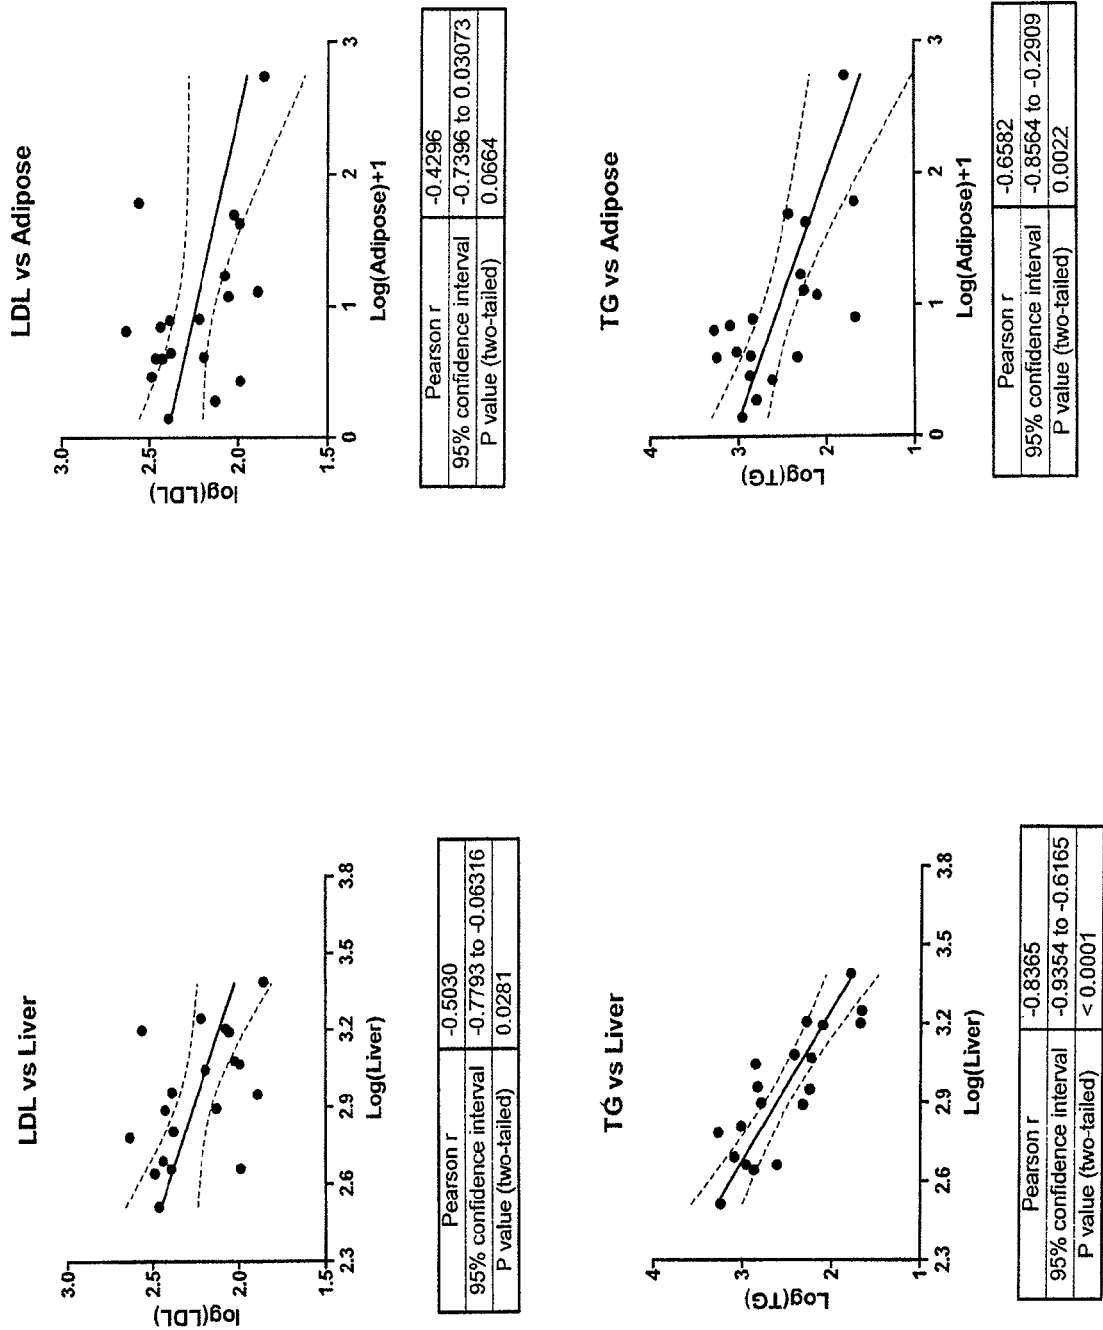 LDL vs Liver
log(LDL)
3.0
2.5
2.0
1.5
2.3 2.6 2.9 3.2 3.5 3.8
Log(Liver)
Pearson r -0.5030
95% confidence interval -0.7793 to -0.06316
P value (two-tailed) 0.0281
LDL vs Adipose
log(LDL)
3.0
2.5
2.0
1.5
0 1 2 3
Log(Adipose)+1
Pearson r -0.4296
95% confidence interval -0.7396 to 0.03073
P value (two-tailed) 0.0664
TG vs Liver
Log(TG)
4
3
2
1
2.3 2.6 2.9 3.2 3.5 3.8
Log(Liver)
Pearson r -0.8365
95% confidence interval -0.9354 to -0.6165
P value (two-tailed) < 0.0001
TG vs Adipose
Log(TG)
4
3
2
1
0 1 2 3
Log(Adipose)+1
Pearson r -0.6582
95% confidence interval -0.8564 to -0.2909
P value (two-tailed) 0.0022